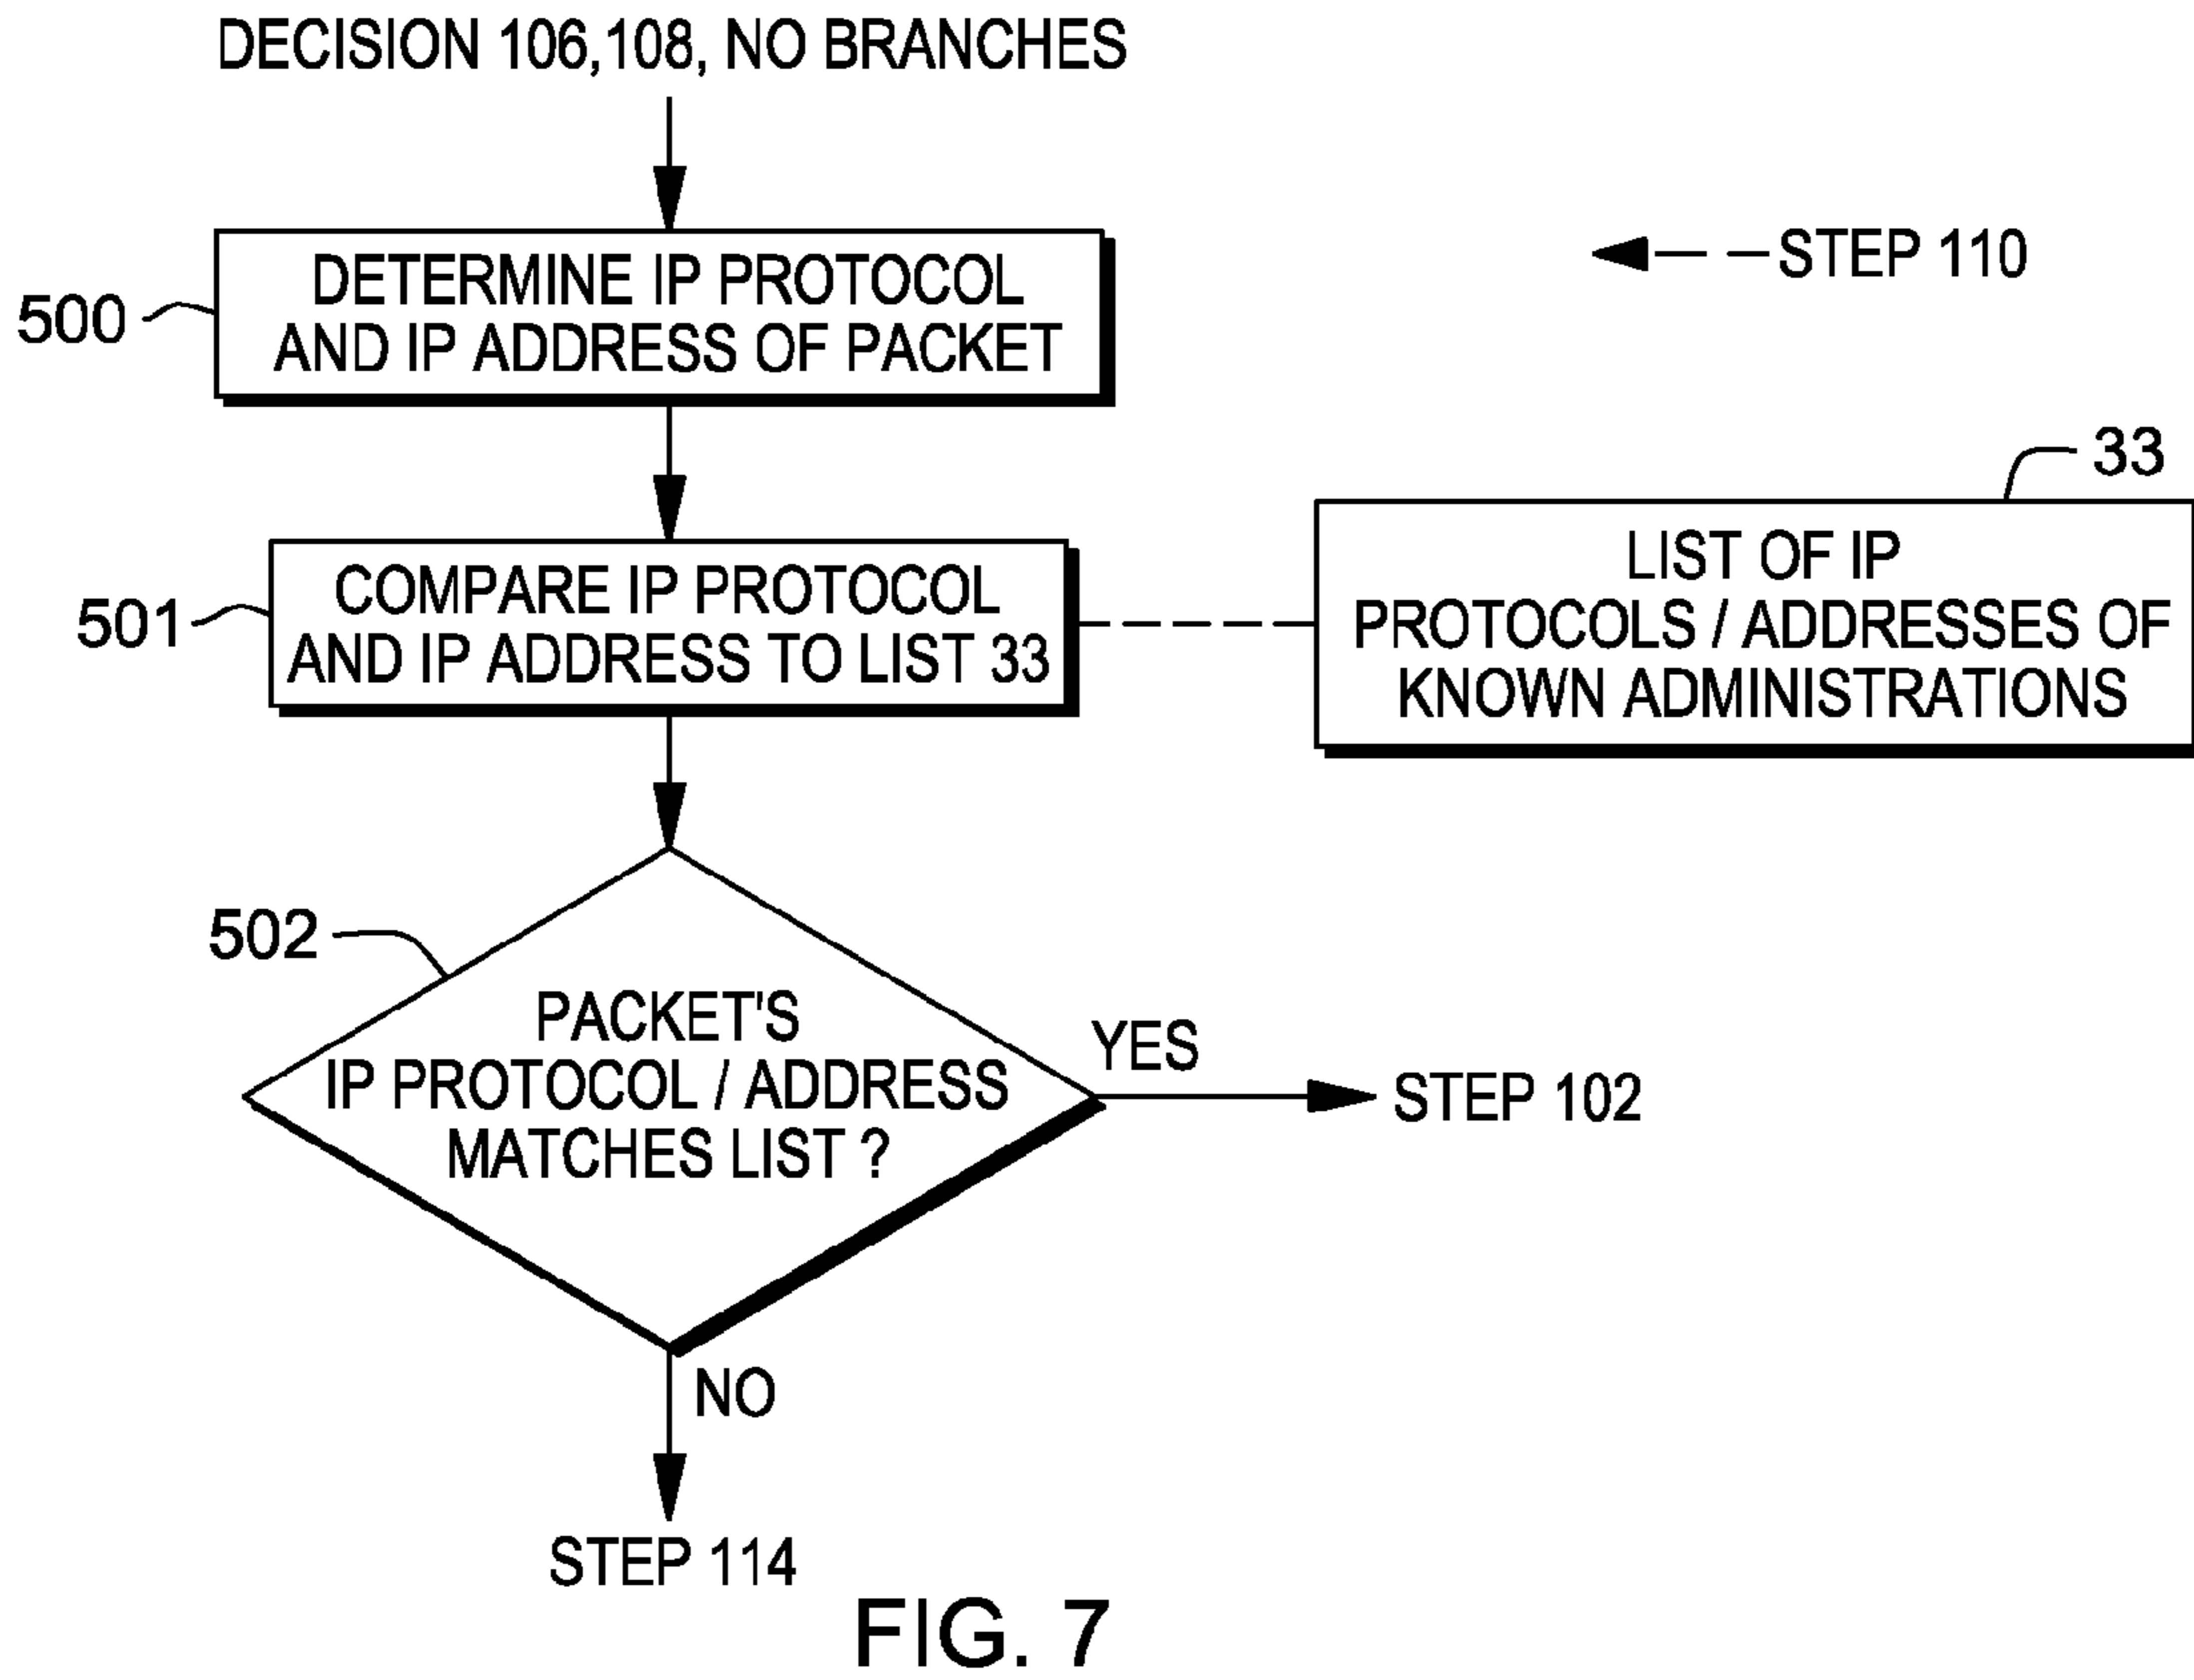 DECISION 106,108, NO BRANCHES
500
DETERMINE IP PROTOCOL
AND IP ADDRESS OF PACKET
STEP 110
501
COMPARE IP PROTOCOL
AND IP ADDRESS TO LIST 33
33
LIST OF IP
PROTOCOLS / ADDRESSES OF
KNOWN ADMINISTRATIONS
502
PACKET'S
IP PROTOCOL / ADDRESS
MATCHES LIST ?
YES
STEP 102
NO
STEP 114
FIG. 7